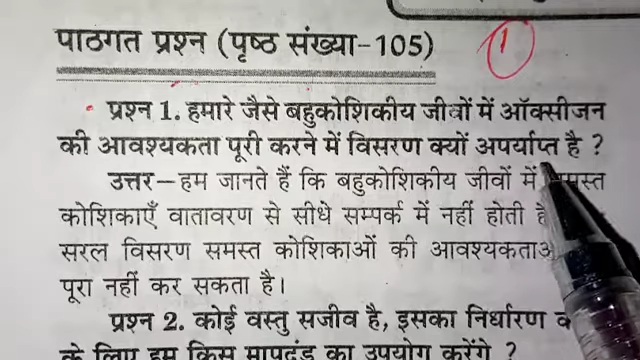 पाठगत प्रश्न (पृष्ठ संख्या-105)
1
प्रश्न 1. हमारे जैसे बहुकोशिकीय जीवों में ऑक्सीजन
की आवश्यकता पूरी करने में विसरण क्यों अपर्याप्त है ?
उत्तर – हम जानते हैं कि बहुकोशिकीय जीवों में
कोशिकाएँ वातावरण से सीधे सम्पर्क में नहीं होती
सरल विसरण समस्त कोशिकाओं की
पूरा नहीं कर सकता है।
प्रश्न 2. कोई वस्तु सजीव है, इसका निर्धारण
के लिए हम किस मापदंड का उपयोग करेंगे ?